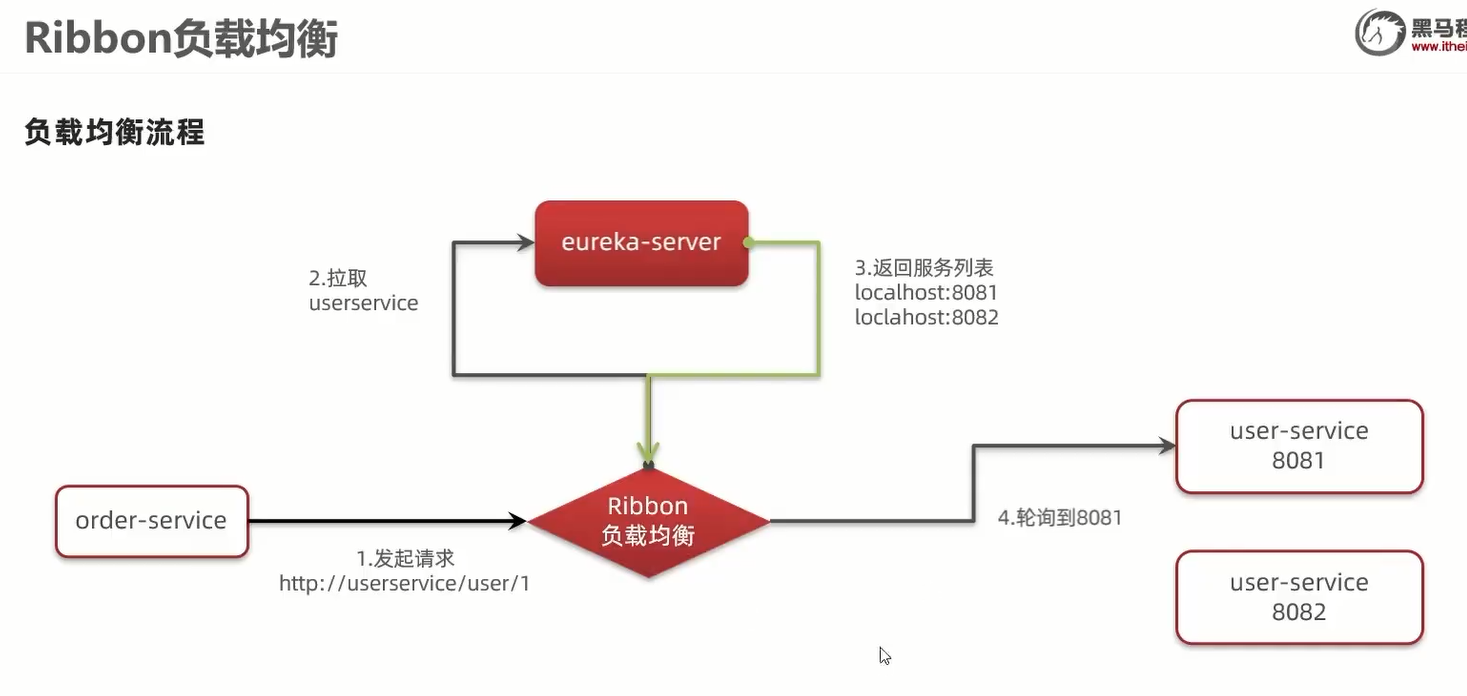 Ribbon负载均衡
黑马程
www.ithei
负载均衡流程
eureka-server
2.拉取
userservice
3.返回服务列表
localhost:8081
loclahost:8082
user-service
8081
order-service
Ribbon
负载均衡
4.轮询到8081
1.发起请求
http://userservice/user/1
user-service
8082